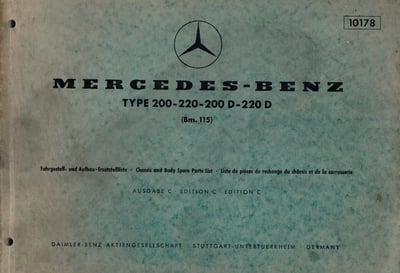 10178
MERCEDES-BENZ
TYPE 200-220-200 D-220 D
(Bm. 115)
Fahrgestell- und Aufbau-Ersatzteilliste · Chassis and Body Spare Parts List · Liste de pièces de rechange du châssis et de la carrosserie
AUSGABE C · EDITION C · EDITION C
DAIMLER-BENZ AKTIENGESELLSCHAFT · STUTTGART-UNTERTUERKHEIM · GERMANY